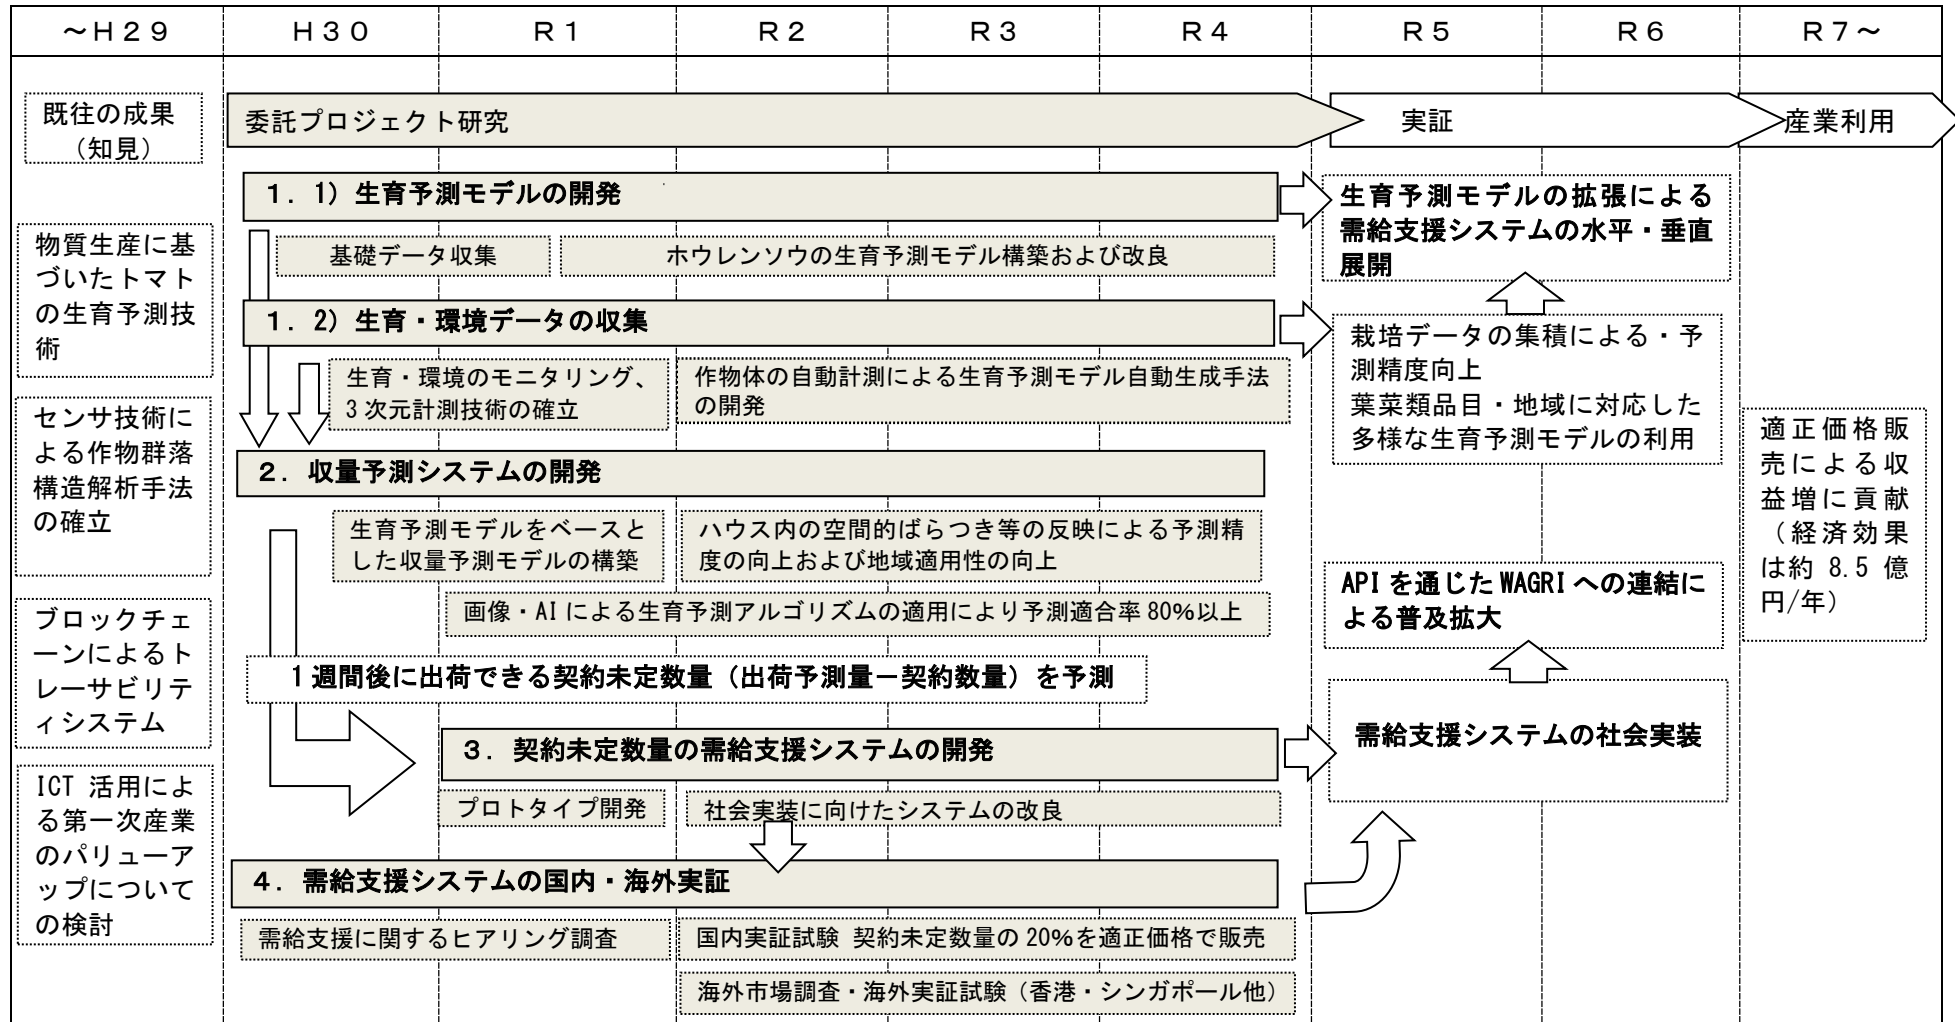 ～H29
H30
R1
R2
R3
R4
R5
R6
R7～
既往の成果
（知見）
委託プロジェクト研究
実証
産業利用
物質生産に基
づいたトマト
の生育予測技
術
センサ技術に
よる作物群落
構造解析手法
の確立
ブロックチェ
ーンによるト
レーサビリテ
ィシステム
ICT 活用によ
る第一次産業
のバリューア
ップについて
の検討
１．1）生育予測モデルの開発
基礎データ収集
ホウレンソウの生育予測モデル構築および改良
１．2）生育・環境データの収集
生育・環境のモニタリング、
3次元計測技術の確立
作物体の自動計測による生育予測モデル自動生成手法
の開発
２．収量予測システムの開発
生育予測モデルをベースと
した収量予測モデルの構築
ハウス内の空間的ばらつき等の反映による予測精
度の向上および地域適用性の向上
画像・AIによる生育予測アルゴリズムの適用により予測適合率80%以上
1週間後に出荷できる契約未定数量（出荷予測量－契約数量）を予測
３．契約未定数量の需給支援システムの開発
プロトタイプ開発
社会実装に向けたシステムの改良
４．需給支援システムの国内・海外実証
需給支援に関するヒアリング調査
国内実証試験 契約未定数量の20%を適正価格で販売
海外市場調査・海外実証試験（香港・シンガポール他）
生育予測モデルの拡張による
需給支援システムの水平・垂直
展開
栽培データの集積による・予
測精度向上
葉菜類品目・地域に対応した
多様な生育予測モデルの利用
APIを通じたWAGRIへの連結に
よる普及拡大
需給支援システムの社会実装
適正価格販
売による収
益増に貢献
（経済効果
は約 8.5 億
円/年）